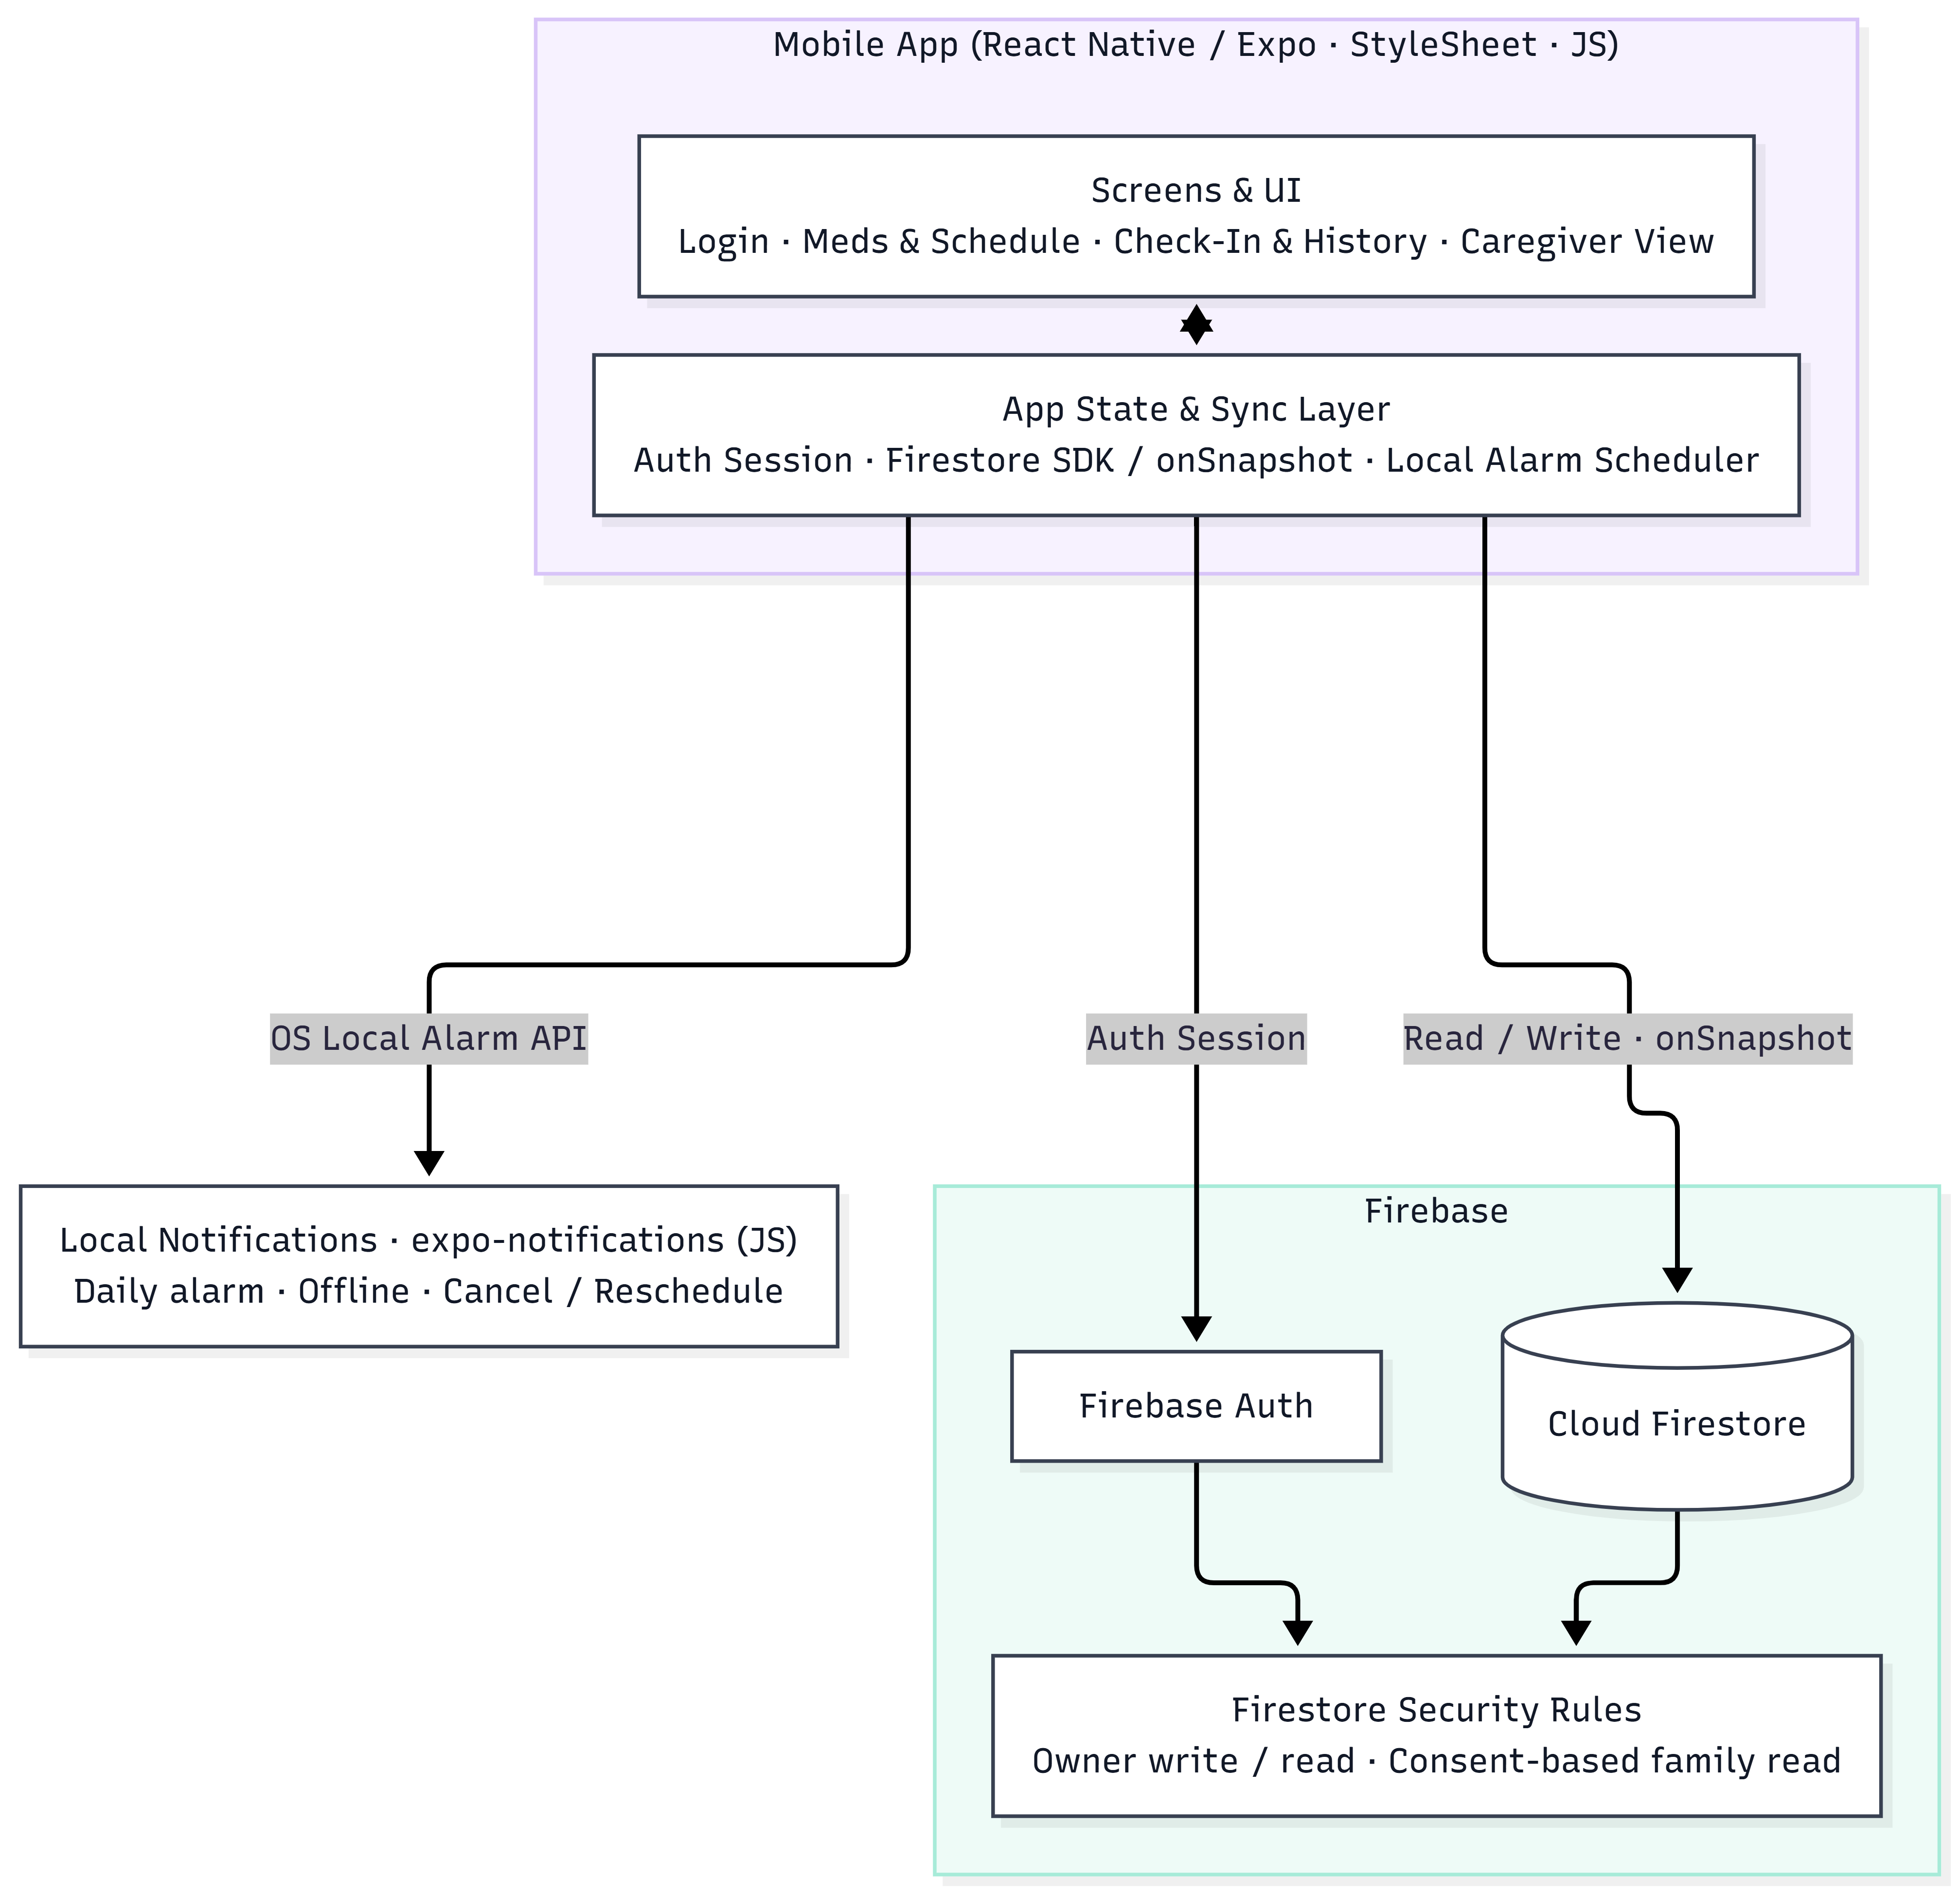 Mobile App (React Native / Expo · StyleSheet · JS)
Screens & UI
Login · Meds & Schedule · Check-In & History · Caregiver View
App State & Sync Layer
Auth Session · Firestore SDK / onSnapshot · Local Alarm Scheduler
OS Local Alarm API
Auth Session
Read / Write · onSnapshot
Local Notifications · expo-notifications (JS)
Daily alarm · Offline · Cancel / Reschedule
Firebase
Firebase Auth
Cloud Firestore
Firestore Security Rules
Owner write / read · Consent-based family read